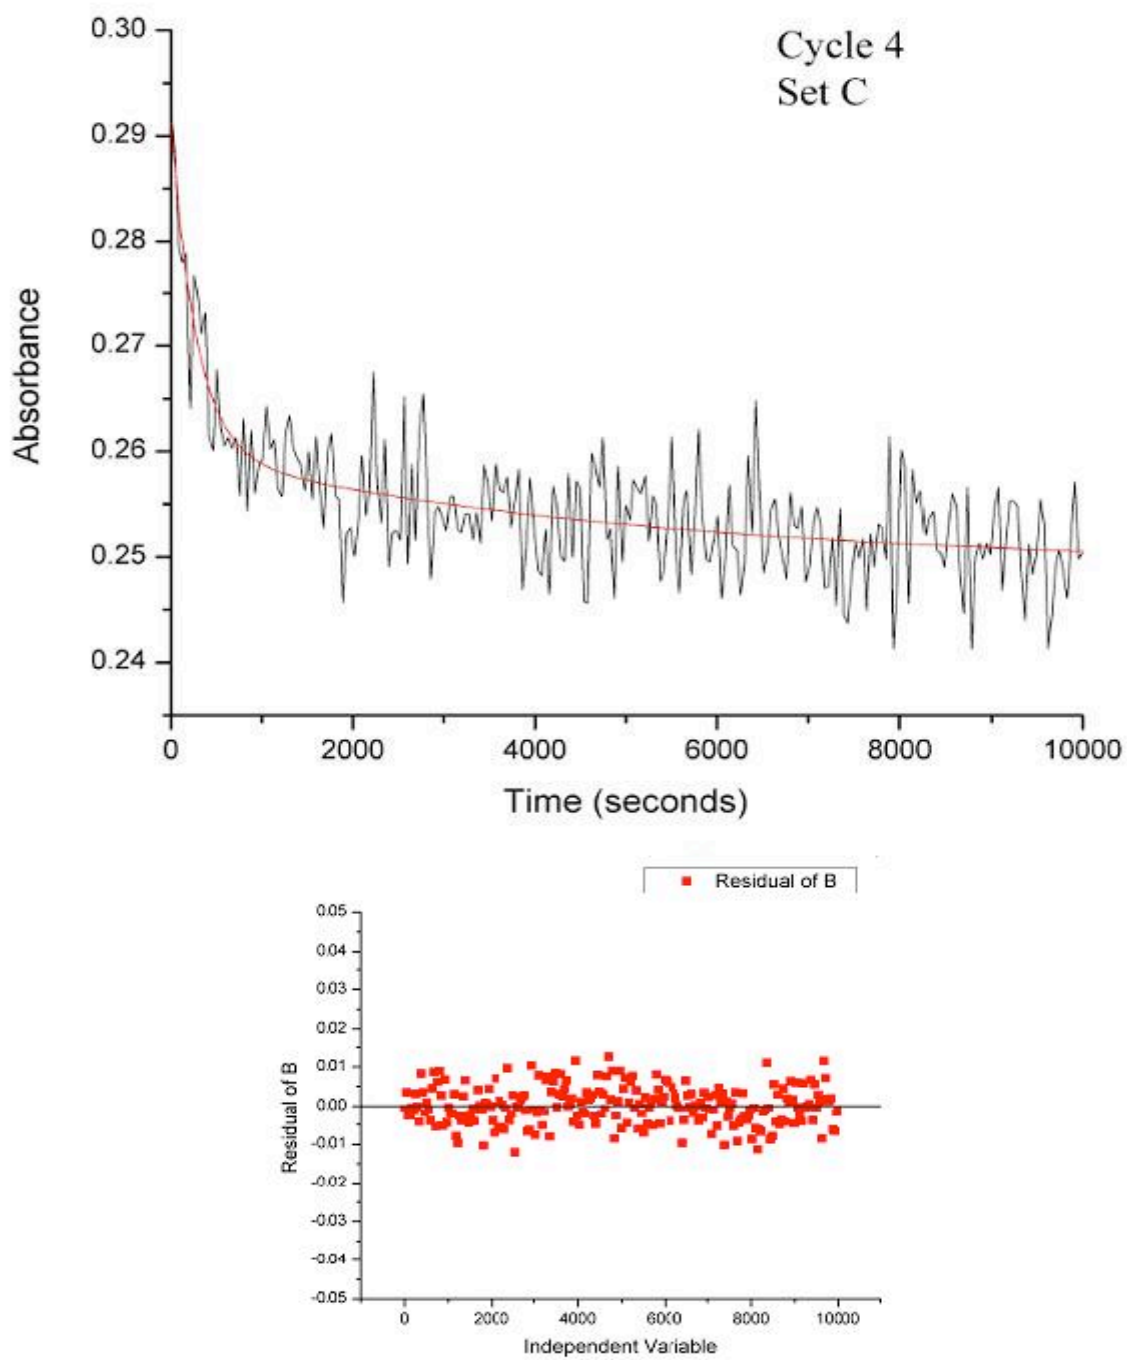 Cycle 4
Set C
Absorbance
0.30
0.29
0.28
0.27
0.26
0.25
0.24
0 2000 4000 6000 8000 10000
Time (seconds)
Residual of B
Residual of B
0.05
0.04
0.03
0.02
0.01
0.00
-0.01
-0.02
-0.03
-0.04
-0.05
0 2000 4000 6000 8000 10000
Independent Variable